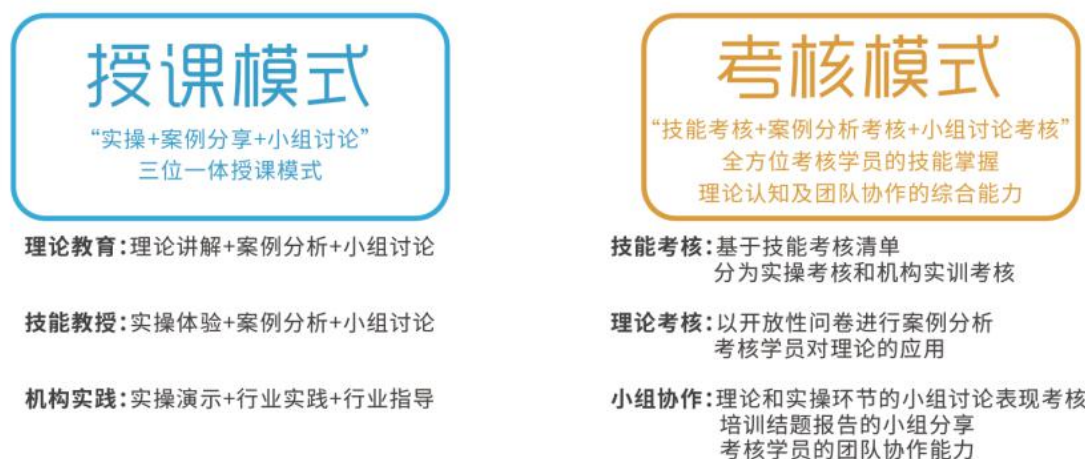 授课模式
“实操+案例分享+小组讨论”
三位一体授课模式
理论教育:理论讲解+案例分析+小组讨论
技能教授:实操体验+案例分析+小组讨论
机构实践:实操演示+行业实践+行业指导
考核模式
“技能考核+案例分析考核+小组讨论考核”
全方位考核学员的技能掌握
理论认知及团队协作的综合能力
技能考核:基于技能考核清单
分为实操考核和机构实训考核
理论考核:以开放性问卷进行案例分析
考核学员对理论的应用
小组协作:理论和实操环节的小组讨论表现考核
培训结题报告的小组分享
考核学员的团队协作能力